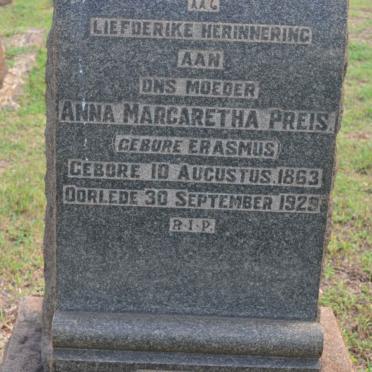 LIEFDERIKE HERINNERING
AAN
ONS MOEDER
ANNA MARGARETHA PREIS
(GEBORE ERASMUS)
GEBORE 10 AUGUSTUS.1863
OORLEDE 30 SEPTEMBER 1929
R.I.P.